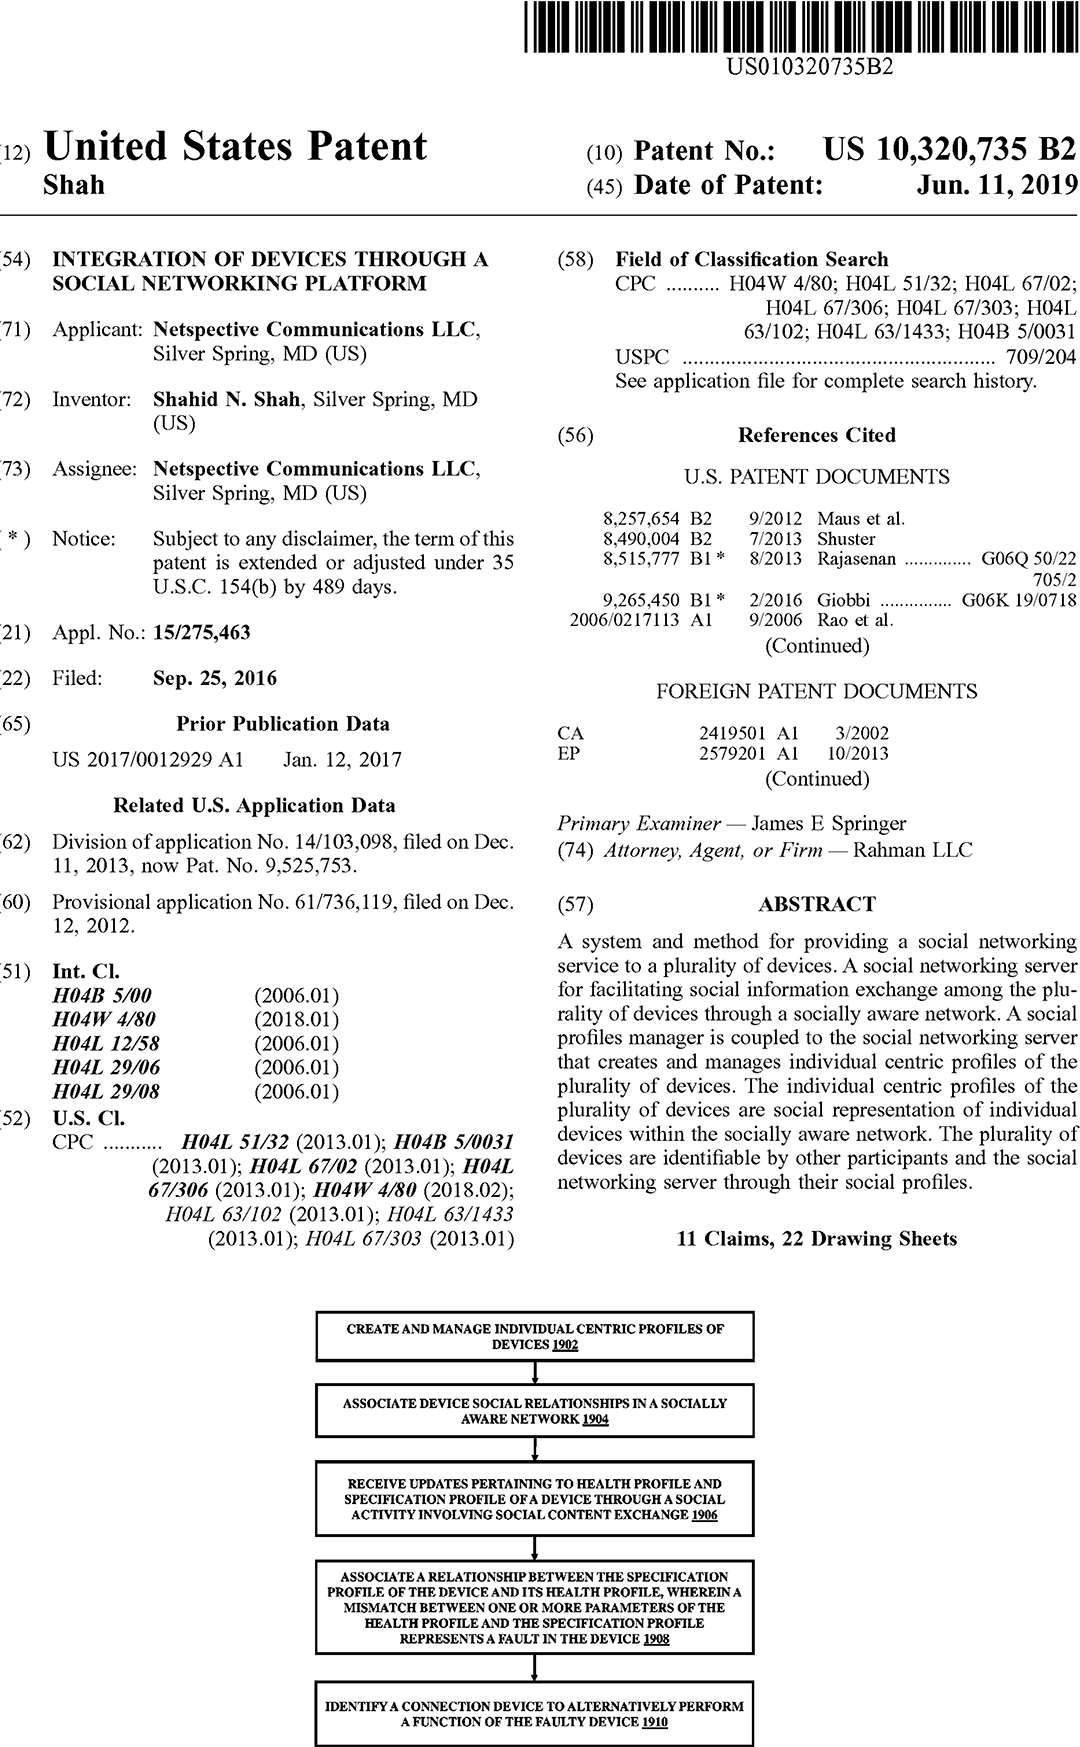 US010320735B2
(12) United States Patent
Shah
(10) Patent No.: US 10,320,735 B2
(45) Date of Patent: Jun. 11, 2019
(54) INTEGRATION OF DEVICES THROUGH A
SOCIAL NETWORKING PLATFORM
(71) Applicant: Netspective Communications LLC,
Silver Spring, MD (US)
(72) Inventor: Shahid N. Shah, Silver Spring, MD
(US)
(73) Assignee: Netspective Communications LLC,
Silver Spring, MD (US)
( * ) Notice: Subject to any disclaimer, the term of this
patent is extended or adjusted under 35
U.S.C. 154(b) by 489 days.
(21) Appl. No.: 15/275,463
(22) Filed: Sep. 25, 2016
(65) Prior Publication Data
US 2017/0012929 A1 Jan. 12, 2017
Related U.S. Application Data
(62) Division of application No. 14/103,098, filed on Dec.
11, 2013, now Pat. No. 9,525,753.
(60) Provisional application No. 61/736,119, filed on Dec.
12, 2012.
(51) Int. Cl.
H04B 5/00 (2006.01)
H04W 4/80 (2018.01)
H04L 12/58 (2006.01)
H04L 29/06 (2006.01)
H04L 29/08 (2006.01)
(52) U.S. Cl.
CPC ........... H04L 51/32 (2013.01); H04B 5/0031
(2013.01); H04L 67/02 (2013.01); H04L
67/306 (2013.01); H04W 4/80 (2018.02);
H04L 63/102 (2013.01); H04L 63/1433
(2013.01); H04L 67/303 (2013.01)
(58) Field of Classification Search
CPC .......... H04W 4/80; H04L 51/32; H04L 67/02;
H04L 67/306; H04L 67/303; H04L
63/102; H04L 63/1433; H04B 5/0031
USPC ......................................................... 709/204
See application file for complete search history.
(56) References Cited
U.S. PATENT DOCUMENTS
8,257,654 B2 9/2012 Maus et al.
8,490,004 B2 7/2013 Shuster
8,515,777 B1 * 8/2013 Rajasenan .............. G06Q 50/22
705/2
9,265,450 B1 * 2/2016 Giobbi ............... G06K 19/0718
2006/0217113 A1 9/2006 Rao et al.
(Continued)
FOREIGN PATENT DOCUMENTS
CA 2419501 A1 3/2002
EP 2579201 A1 10/2013
(Continued)
Primary Examiner — James E Springer
(74) Attorney, Agent, or Firm — Rahman LLC
(57) ABSTRACT
A system and method for providing a social networking
service to a plurality of devices. A social networking server
for facilitating social information exchange among the plu-
rality of devices through a socially aware network. A social
profiles manager is coupled to the social networking server
that creates and manages individual centric profiles of the
plurality of devices. The individual centric profiles of the
plurality of devices are social representation of individual
devices within the socially aware network. The plurality of
devices are identifiable by other participants and the social
networking server through their social profiles.
11 Claims, 22 Drawing Sheets
CREATE AND MANAGE INDIVIDUAL CENTRIC PROFILES OF
DEVICES 1902
ASSOCIATE DEVICE SOCIAL RELATIONSHIPS IN A SOCIALLY
AWARE NETWORK 1904
RECEIVE UPDATES PERTAINING TO HEALTH PROFILE AND
SPECIFICATION PROFILE OF A DEVICE THROUGH A SOCIAL
ACTIVITY INVOLVING SOCIAL CONTENT EXCHANGE 1906
ASSOCIATE A RELATIONSHIP BETWEEN THE SPECIFICATION
PROFILE OF THE DEVICE AND ITS HEALTH PROFILE, WHEREIN A
MISMATCH BETWEEN ONE OR MORE PARAMETERS OF THE
HEALTH PROFILE AND THE SPECIFICATION PROFILE
REPRESENTS A FAULT IN THE DEVICE 1908
IDENTIFY A CONNECTION DEVICE TO ALTERNATIVELY PERFORM
A FUNCTION OF THE FAULTY DEVICE 1910